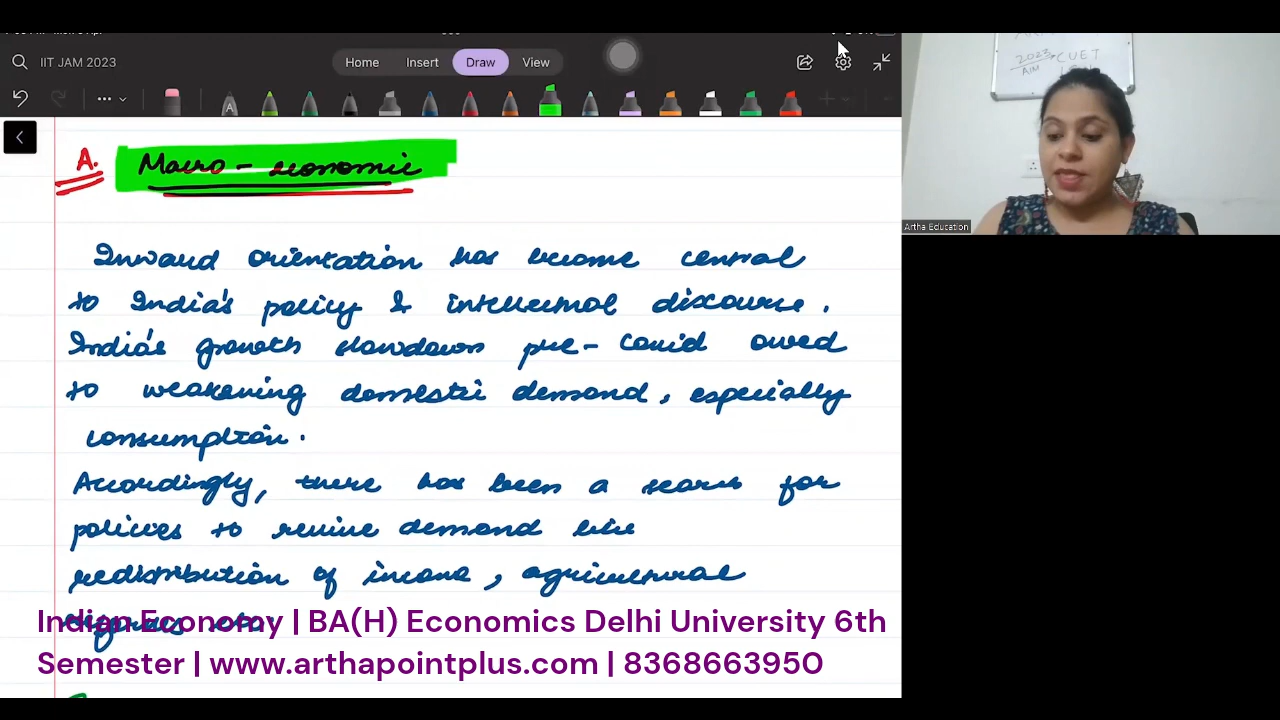 IIT JAM 2023
Home Insert Draw View
A. Macro - economic
Inward orientation has become central
to India's policy & intellectual discourse.
India's growth slowdown pre-Covid owed
to weakening domestic demand, especially
consumption.
Accordingly, there has been a search for
policies to revive demand like
redistribution of income, agricultural
Indian Economy | BA(H) Economics Delhi University 6th
Semester | www.arthapointplus.com | 8368663950
2023 CUET
AIM
Artha Education